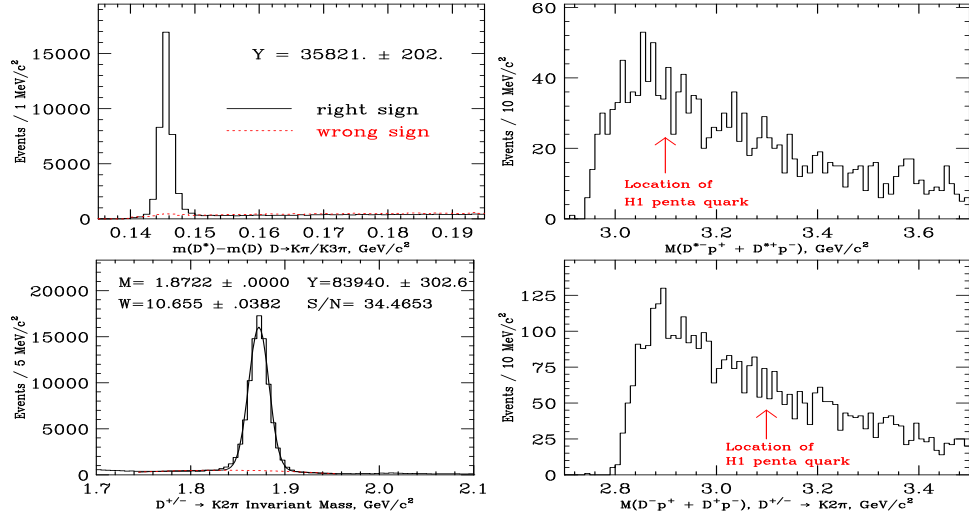 15000
10000
5000
0
Events / 1 MeV/c²
Y = 35821. ± 202.
right sign
wrong sign
0.14 0.15 0.16 0.17 0.18 0.19
m(D*)−m(D) D→Kπ/K3π, GeV/c²
60
40
20
0
Events / 10 MeV/c²
Location of
H1 penta quark
3.0 3.2 3.4 3.6
M(D*⁻p⁺ + D*⁺p⁻), GeV/c²
20000
15000
10000
5000
0
Events / 5 MeV/c²
M= 1.8722 ± .0000 Y=83940. ± 302.6
W=10.655 ± .0382 S/N= 34.4653
1.7 1.8 1.9 2.0 2.1
D⁺/⁻ → K2π Invariant Mass, GeV/c²
125
100
75
50
25
0
Events / 10 MeV/c²
Location of
H1 penta quark
2.8 3.0 3.2 3.4
M(D⁻p⁺ + D⁺p⁻), D⁺/⁻ → K2π, GeV/c²